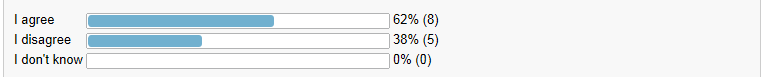 I agree 62% (8)
I disagree 38% (5)
I don't know 0% (0)